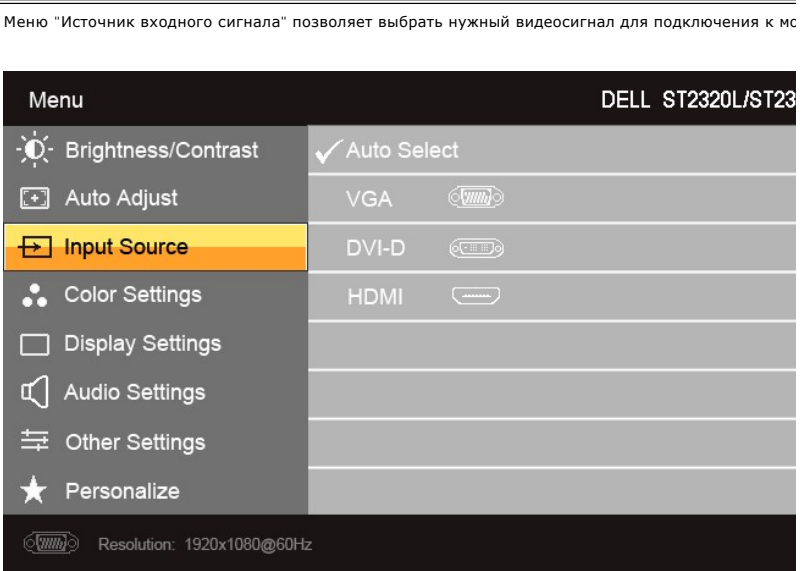 Меню "Источник входного сигнала" позволяет выбрать нужный видеосигнал для подключения к
Menu DELL ST2320L/ST23
Brightness/Contrast Auto Select
Auto Adjust VGA
Input Source DVI-D
Color Settings HDMI
Display Settings
Audio Settings
Other Settings
Personalize
Resolution: 1920x1080@60Hz